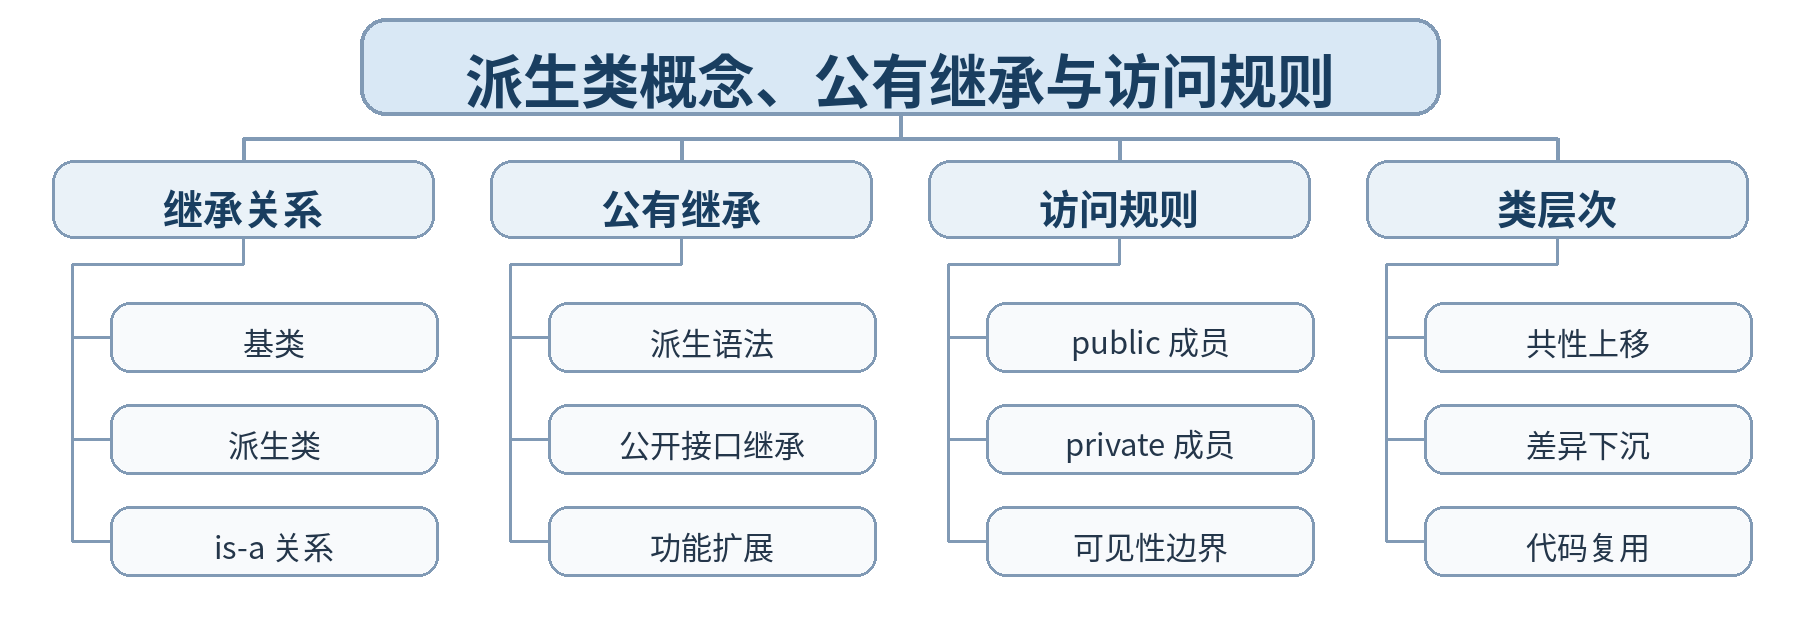 派生类概念、公有继承与访问规则
继承关系
公有继承
访问规则
类层次
基类
派生语法
public 成员
共性上移
派生类
公开接口继承
private 成员
差异下沉
is-a 关系
功能扩展
可见性边界
代码复用